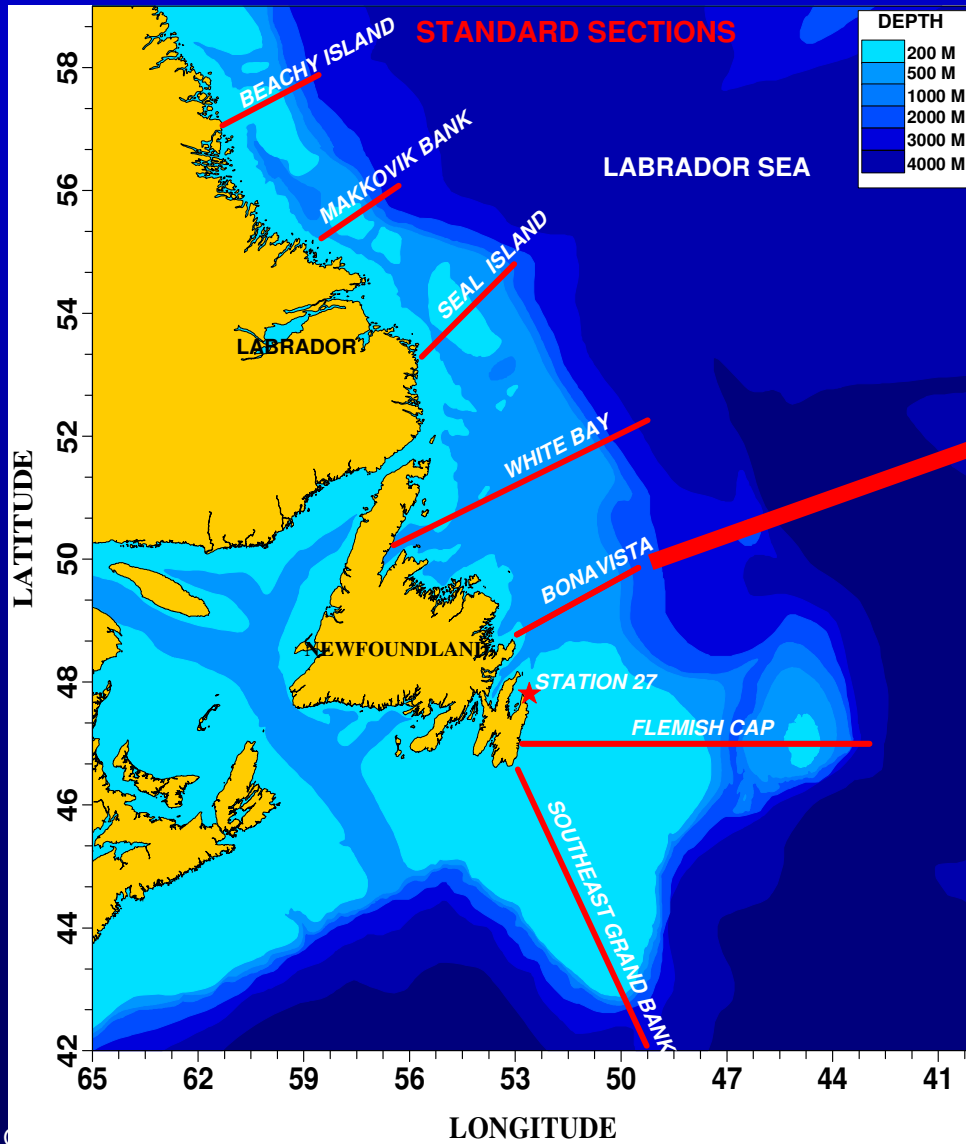 STANDARD SECTIONS
DEPTH
200 M
500 M
1000 M
2000 M
3000 M
4000 M
LABRADOR SEA
BEACHY ISLAND
MAKKOVIK BANK
SEAL ISLAND
LABRADOR
WHITE BAY
BONAVISTA
NEWFOUNDLAND
STATION 27
FLEMISH CAP
SOUTHEAST GRAND BANK
LATITUDE
58
56
54
52
50
48
46
44
42
65
62
59
56
53
50
47
44
41
LONGITUDE